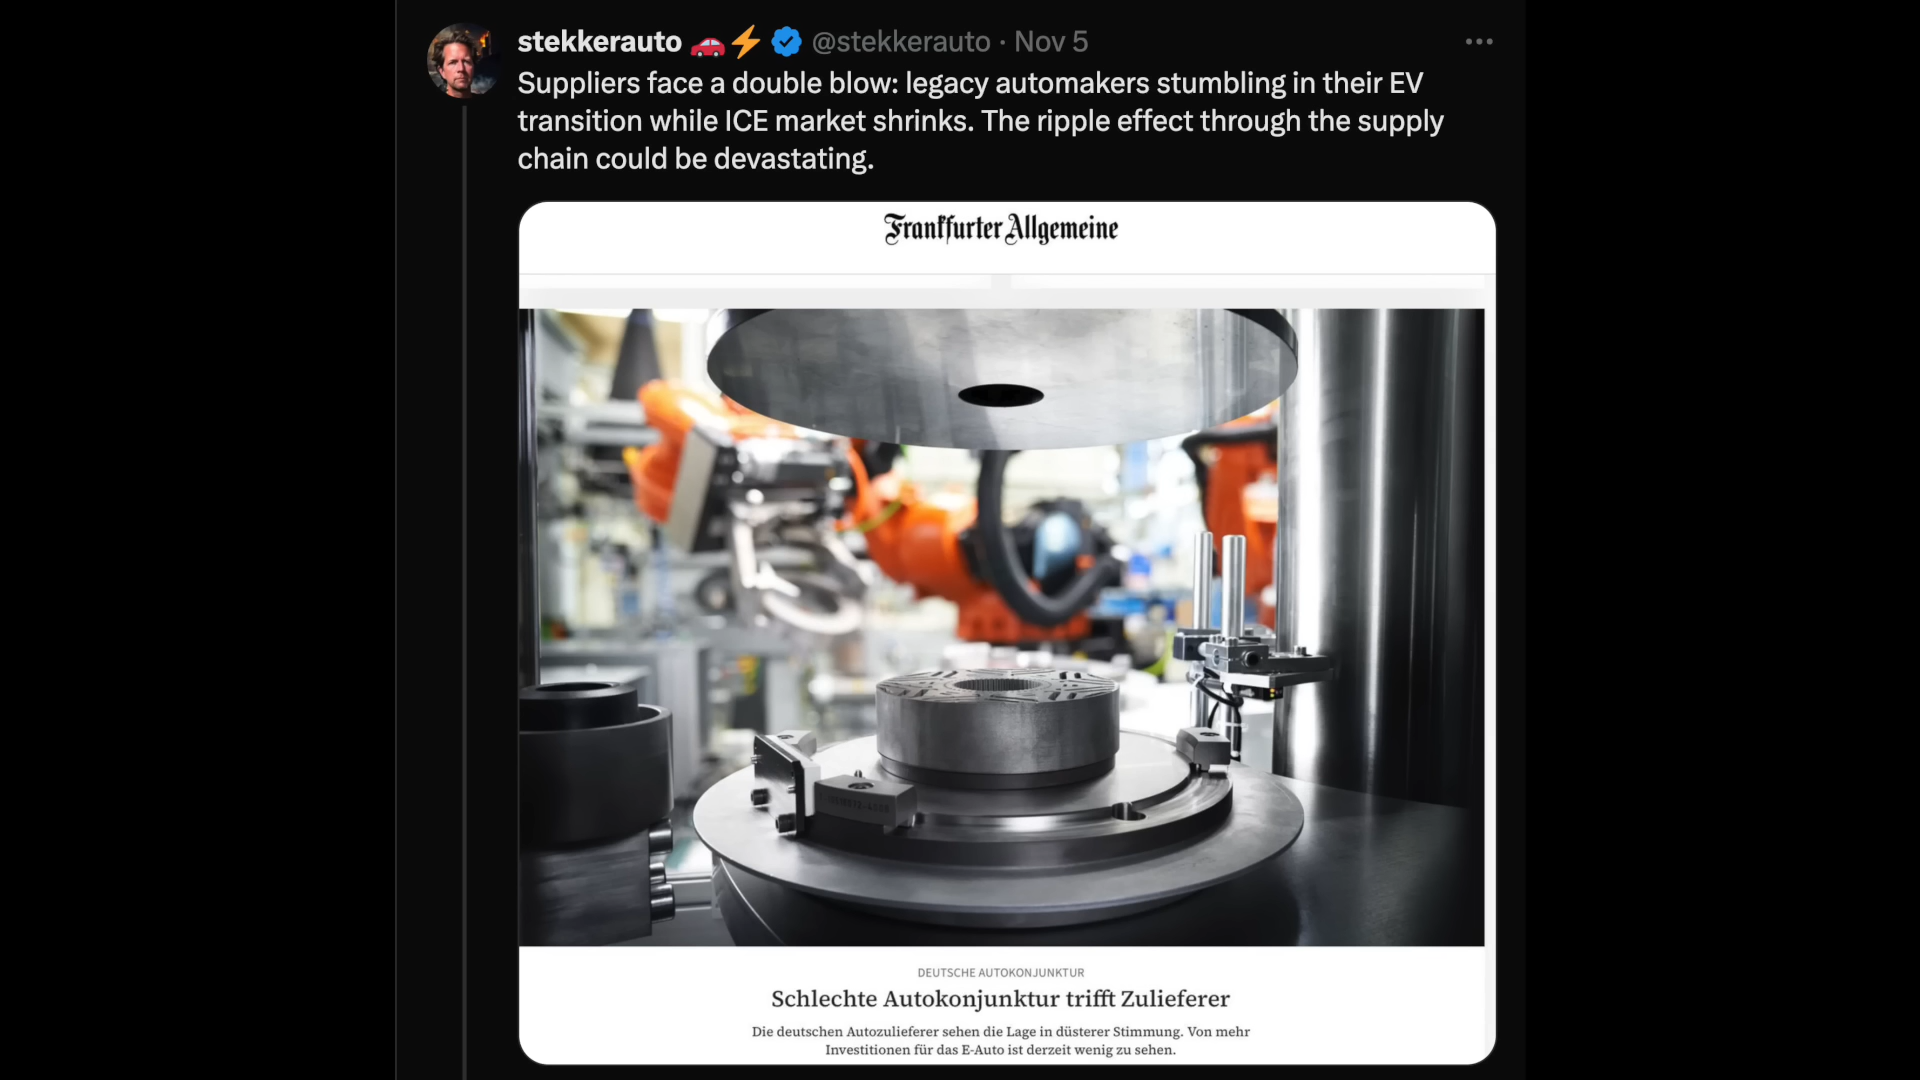 stekkerauto 🚗⚡ @stekkerauto · Nov 5
Suppliers face a double blow: legacy automakers stumbling in their EV
transition while ICE market shrinks. The ripple effect through the supply
chain could be devastating.
Frankfurter Allgemeine
DEUTSCHE AUTOKONJUNKTUR
Schlechte Autokonjunktur trifft Zulieferer
Die deutschen Autozulieferer sehen die Lage in düsterer Stimmung. Von mehr
Investitionen für das E-Auto ist derzeit wenig zu sehen.